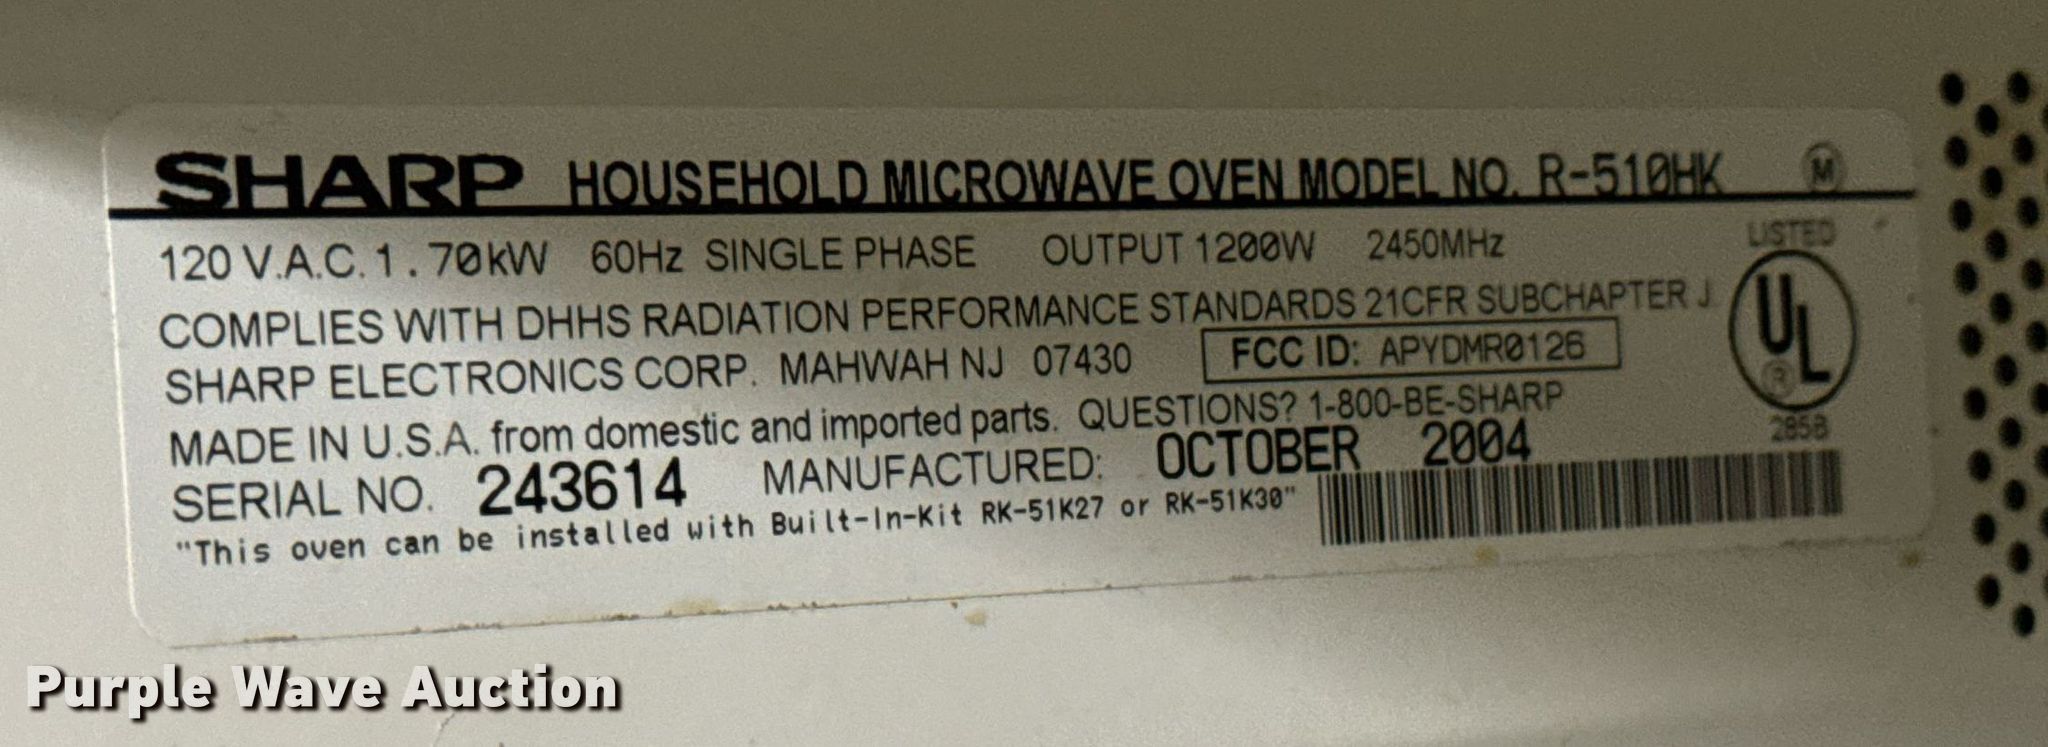 SHARP HOUSEHOLD MICROWAVE OVEN MODEL NO. R-510HK M
120 V.A.C. 1.70kW 60Hz SINGLE PHASE OUTPUT 1200W 2450MHz
LISTED
COMPLIES WITH DHHS RADIATION PERFORMANCE STANDARDS 21CFR SUBCHAPTER J
UL ®
SHARP ELECTRONICS CORP. MAHWAH NJ 07430 FCC ID: APYDMR0126
MADE IN U.S.A. from domestic and imported parts. QUESTIONS? 1-800-BE-SHARP
2858
SERIAL NO. 243614 MANUFACTURED: OCTOBER 2004
"This oven can be installed with Built-In-Kit RK-51K27 or RK-51K30"
Purple Wave Auction